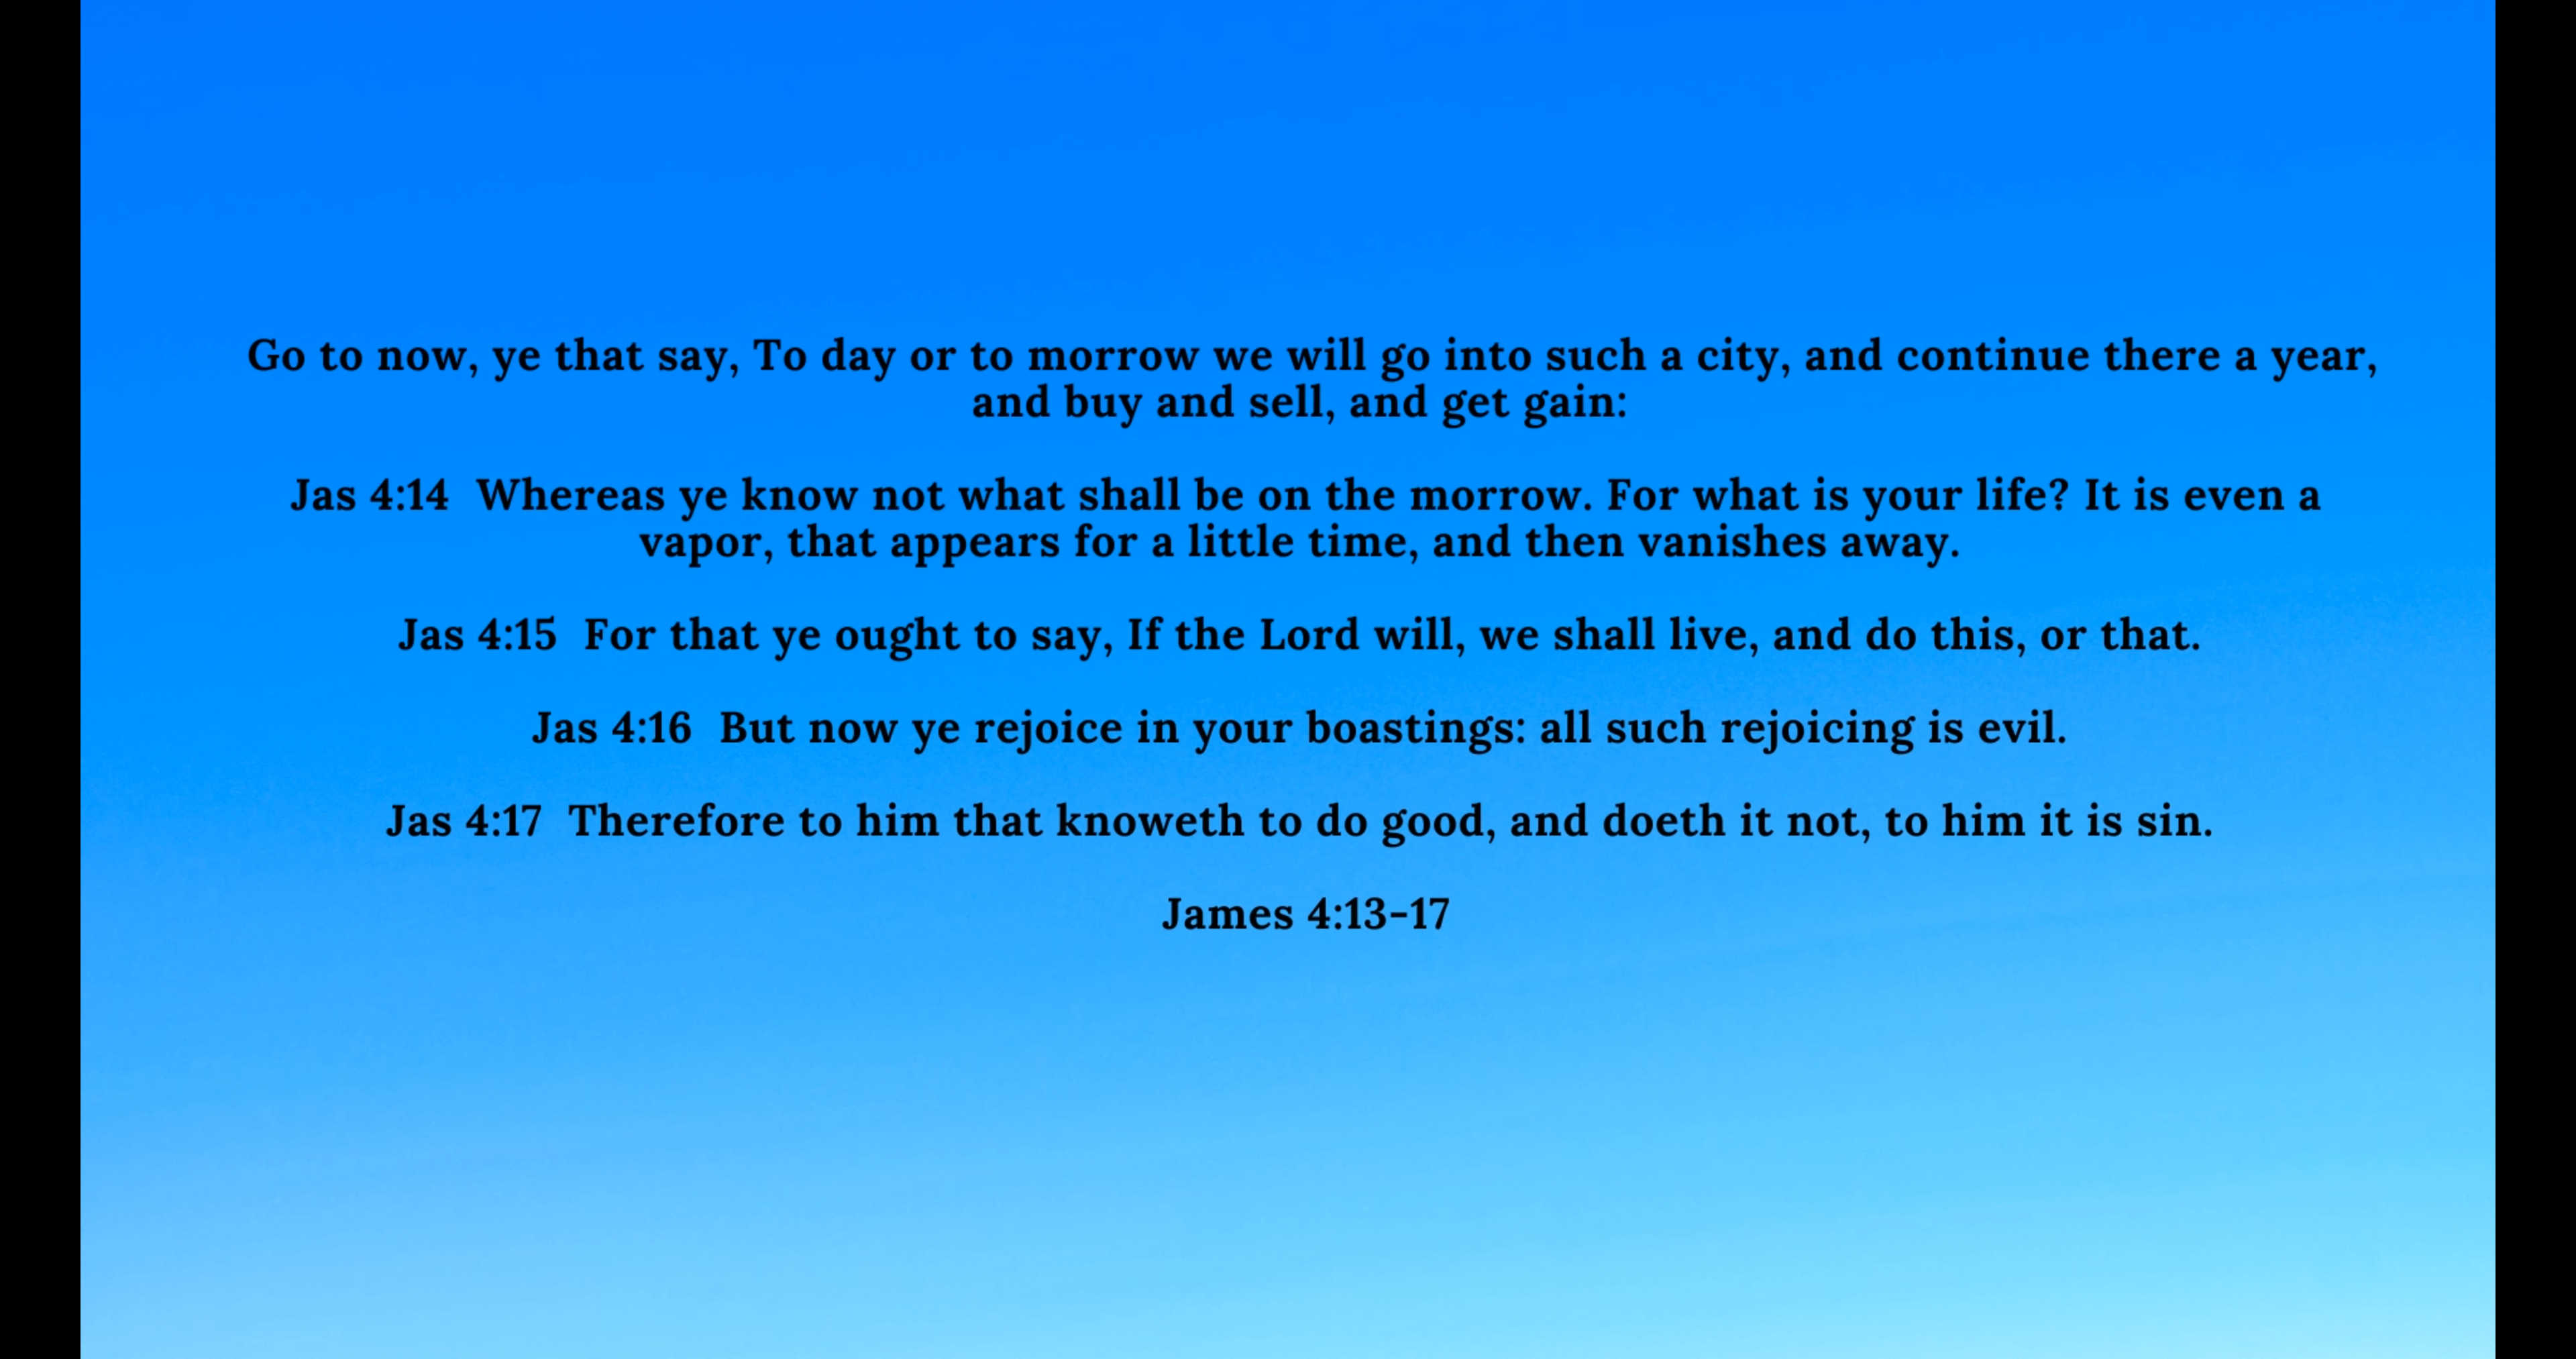 Go to now, ye that say, To day or to morrow we will go into such a city, and continue there a year,
and buy and sell, and get gain:
Jas 4:14  Whereas ye know not what shall be on the morrow. For what is your life? It is even a
vapor, that appears for a little time, and then vanishes away.
Jas 4:15  For that ye ought to say, If the Lord will, we shall live, and do this, or that.
Jas 4:16  But now ye rejoice in your boastings: all such rejoicing is evil.
Jas 4:17  Therefore to him that knoweth to do good, and doeth it not, to him it is sin.
James 4:13-17